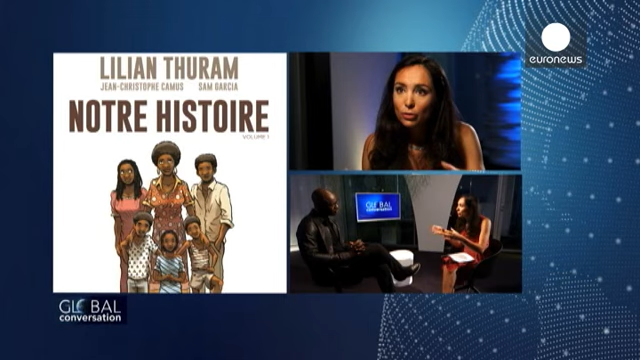 euronews
LILIAN THURAM
JEAN-CHRISTOPHE CAMUS SAM GARCIA
NOTRE HISTOIRE
VOLUME 1
GLOBAL
conversation
GLOBAL
conversation